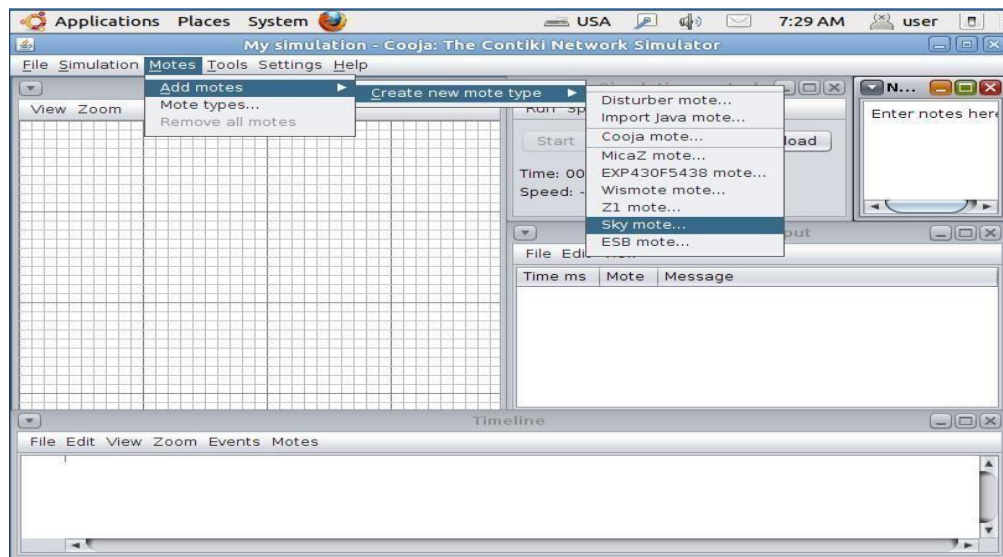 Applications Places System USA 7:29 AM user
My simulation - Cooja: The Contiki Network Simulator
File Simulation Motes Tools Settings Help
Add motes
Mote types...
Remove all motes
Create new mote type
Disturber mote...
Import Java mote...
Cooja mote...
MicaZ mote...
EXP430F5438 mote...
Wismote mote...
Z1 mote...
Sky mote...
ESB mote...
View Zoom
Run Sp
Start
load
Time: 00
Speed: -
N...
Enter notes here
put
File Edi
Time ms Mote Message
Timeline
File Edit View Zoom Events Motes